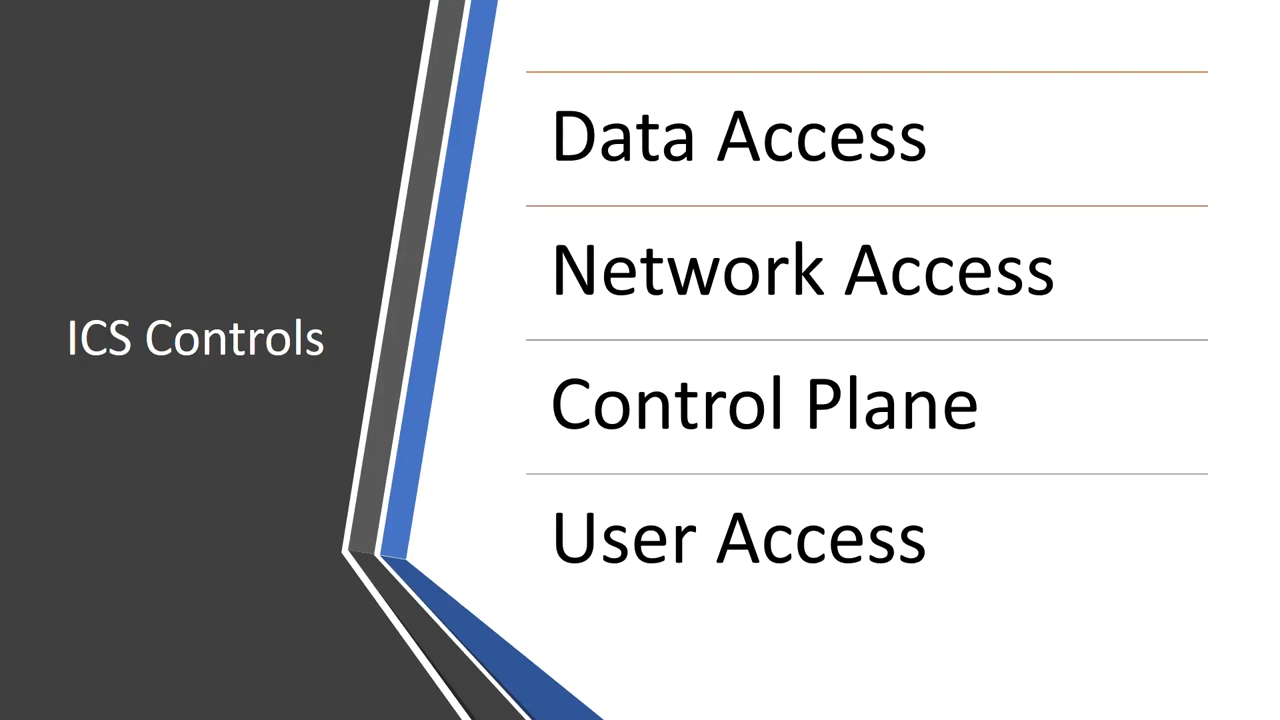 ICS Controls
Data Access
Network Access
Control Plane
User Access